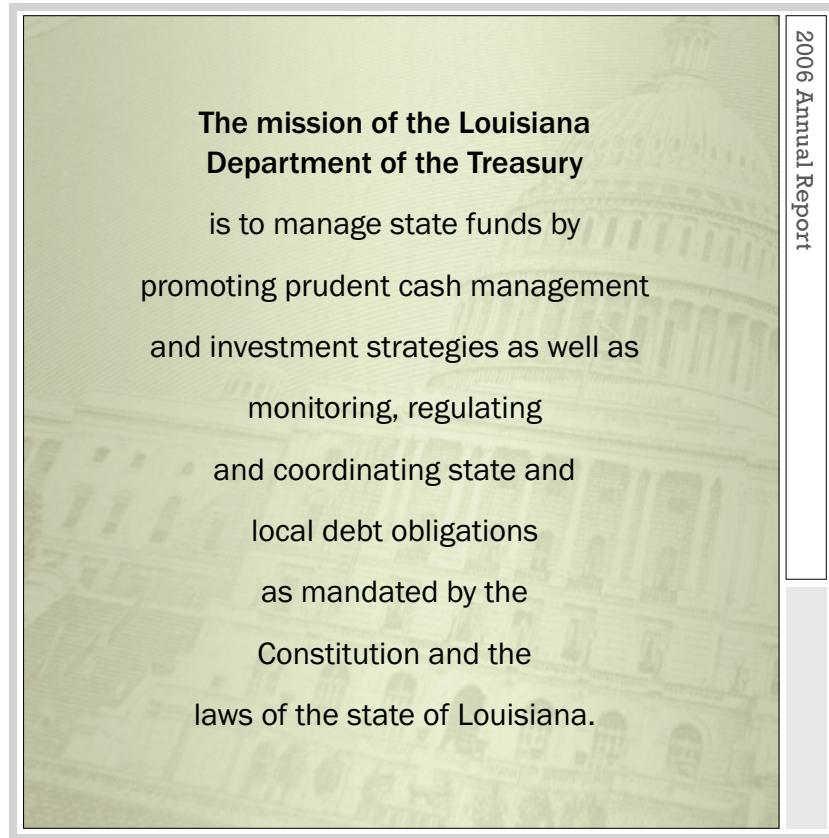 The mission of the Louisiana
Department of the Treasury
is to manage state funds by
promoting prudent cash management
and investment strategies as well as
monitoring, regulating
and coordinating state and
local debt obligations
as mandated by the
Constitution and the
laws of the state of Louisiana.
2006 Annual Report